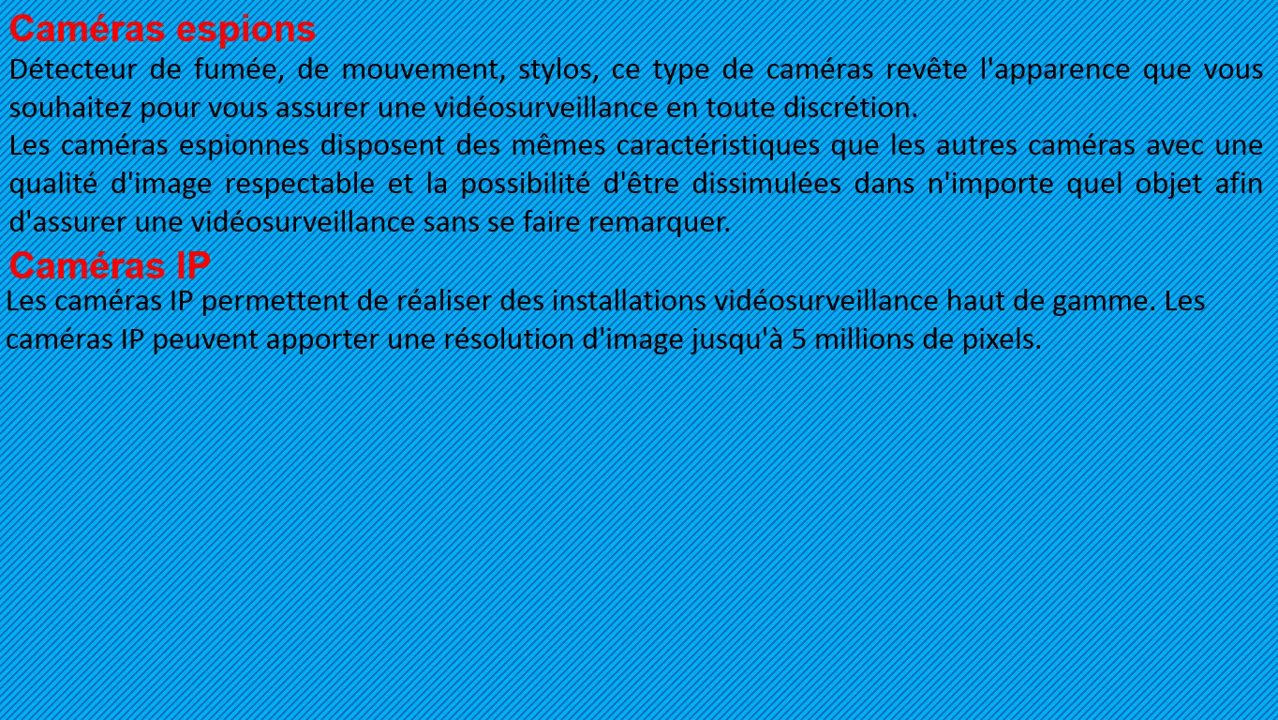 Caméras espions
Détecteur de fumée, de mouvement, stylos, ce type de caméras revête l'apparence que vous
souhaitez pour vous assurer une vidéosurveillance en toute discrétion.
Les caméras espionnes disposent des mêmes caractéristiques que les autres caméras avec une
qualité d'image respectable et la possibilité d'être dissimulées dans n'importe quel objet afin
d'assurer une vidéosurveillance sans se faire remarquer.
Caméras IP
Les caméras IP permettent de réaliser des installations vidéosurveillance haut de gamme. Les
caméras IP peuvent apporter une résolution d'image jusqu'à 5 millions de pixels.